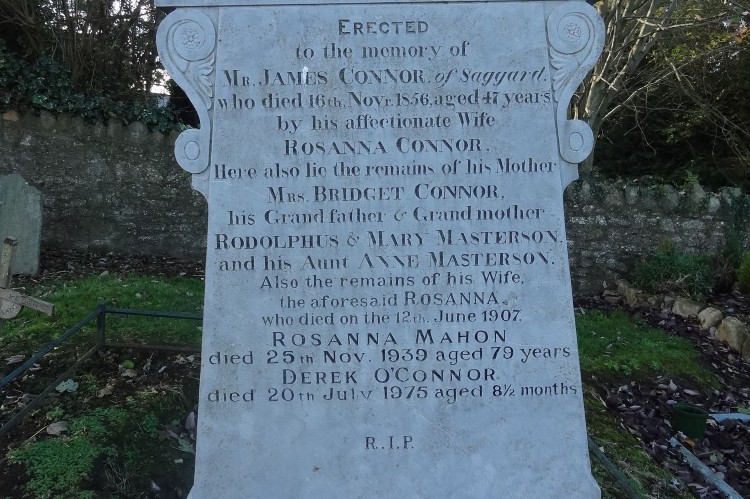 ERECTED
to the memory of
MR. JAMES CONNOR. of Saggard.
who died 16th. Novr. 1856, aged 47 years
by his affectionate Wife
ROSANNA CONNOR.
Here also lie the remains of his Mother
MRS. BRIDGET CONNOR.
his Grand father & Grand mother
RODOLPHUS & MARY MASTERSON.
and his Aunt ANNE MASTERSON.
Also the remains of his Wife,
the aforesaid ROSANNA.
who died on the 12th. June 1907.
ROSANNA MAHON
died 25th Nov. 1939 aged 79 years
DEREK O'CONNOR
died 20th July 1975 aged 8½ months
R.I.P.